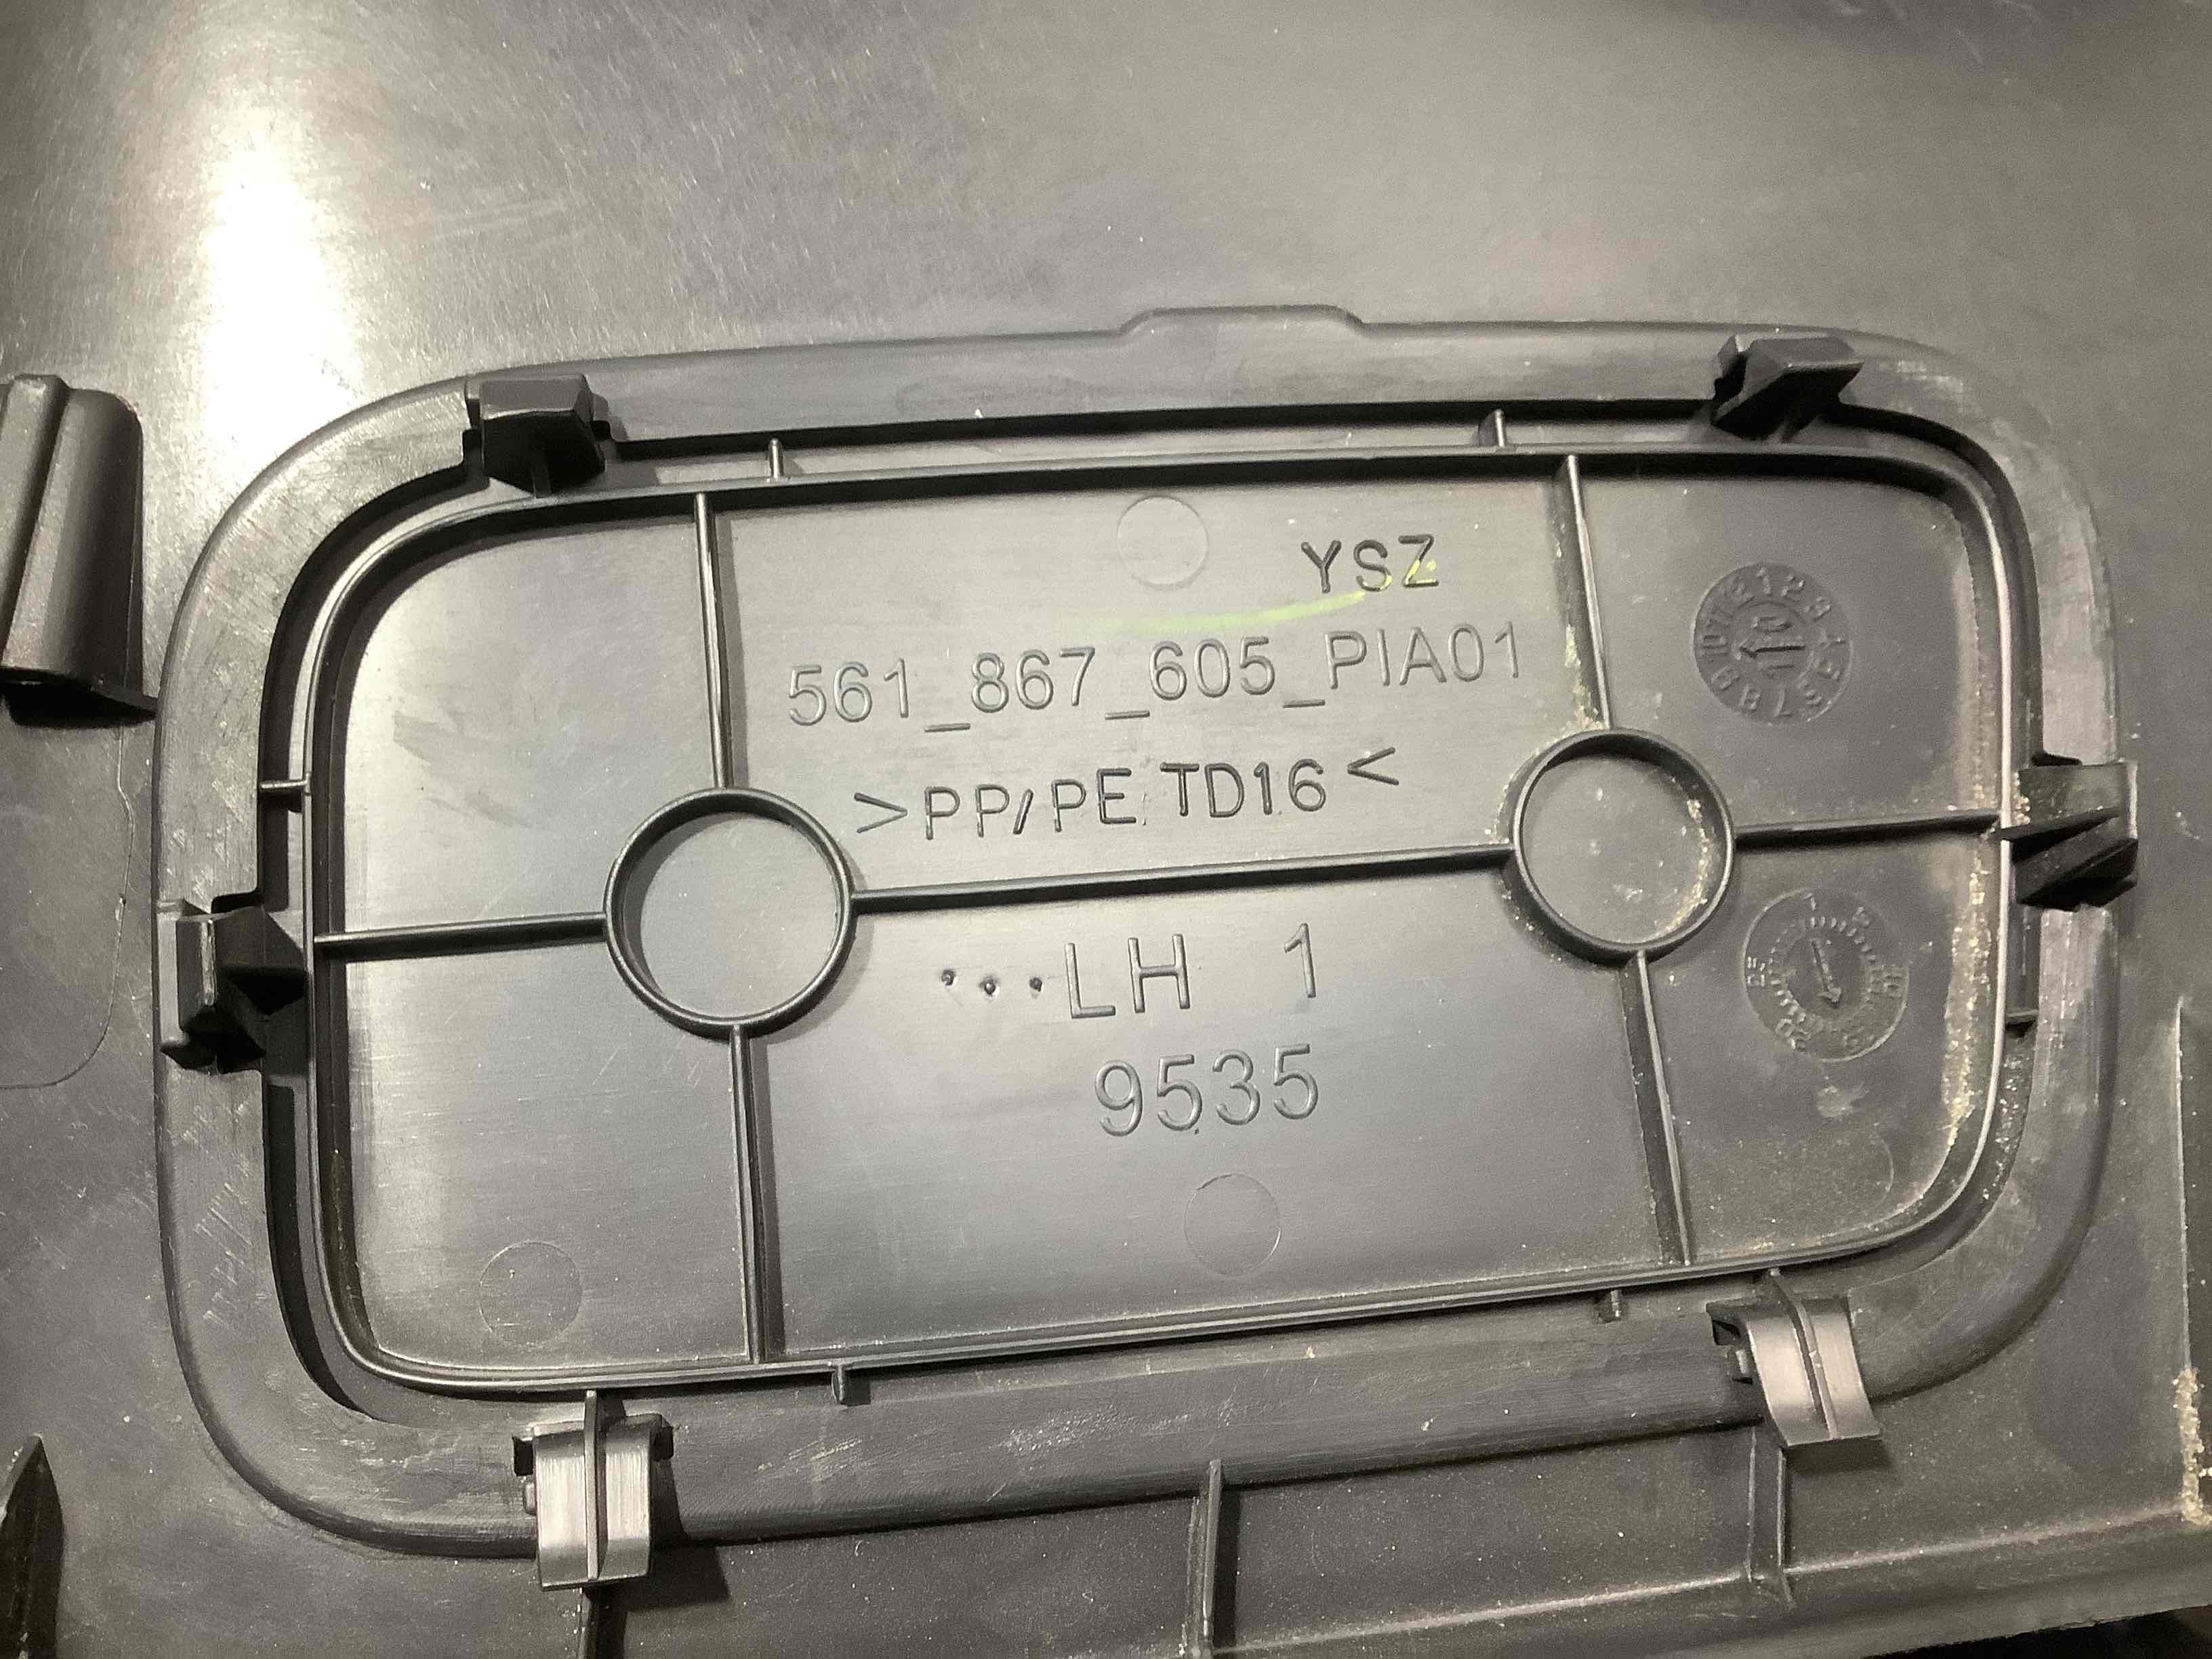 YSZ
561_867_605_PIA01
>PP/PE TD16<
...LH 1
9535